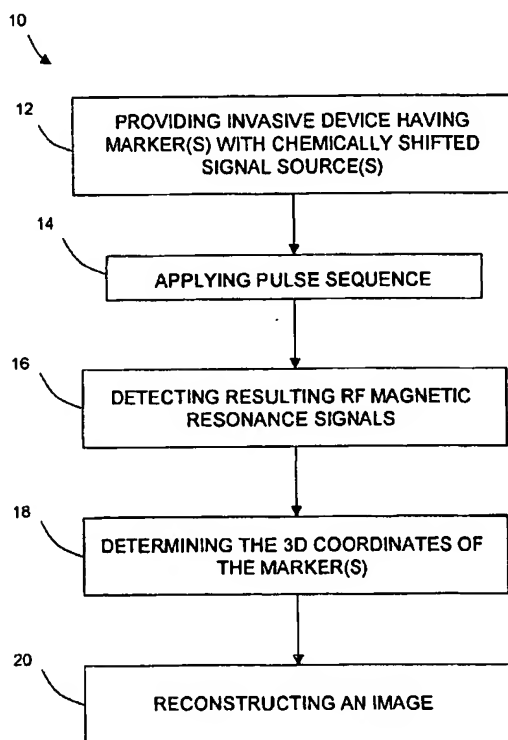 10
12
PROVIDING INVASIVE DEVICE HAVING
MARKER(S) WITH CHEMICALLY SHIFTED
SIGNAL SOURCE(S)
14
APPLYING PULSE SEQUENCE
16
DETECTING RESULTING RF MAGNETIC
RESONANCE SIGNALS
18
DETERMINING THE 3D COORDINATES OF
THE MARKER(S)
20
RECONSTRUCTING AN IMAGE